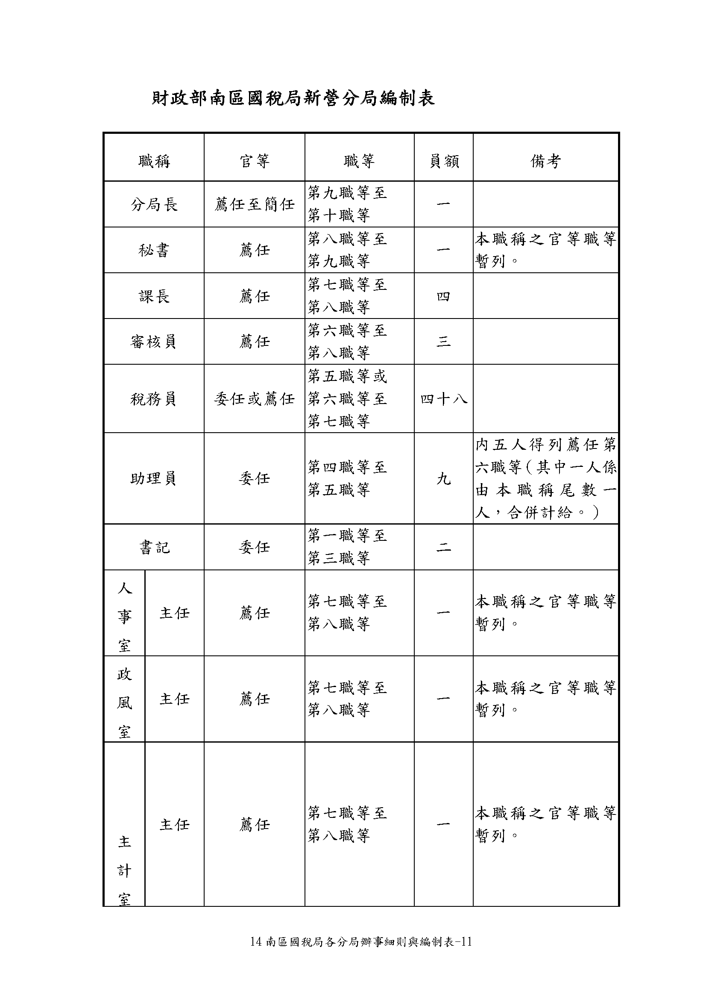 財政部南區國稅局新營分局編制表
職稱 官等 職等 員額 備考
分局長 薦任至簡任 第九職等至
第十職等 一
秘書 薦任 第八職等至
第九職等 一 本職稱之官等職等
暫列。
課長 薦任 第七職等至
第八職等 四
審核員 薦任 第六職等至
第八職等 三
稅務員 委任或薦任 第五職等或
第六職等至
第七職等 四十八
助理員 委任 第四職等至
第五職等 九 內五人得列薦任第
六職等(其中一人係
由本職稱尾數一
人，合併計給。)
書記 委任 第一職等至
第三職等 二
人
事
室 主任 薦任 第七職等至
第八職等 一 本職稱之官等職等
暫列。
政
風
室 主任 薦任 第七職等至
第八職等 一 本職稱之官等職等
暫列。
主
計
室 主任 薦任 第七職等至
第八職等 一 本職稱之官等職等
暫列。
14 南區國稅局各分局辦事細則與編制表-11